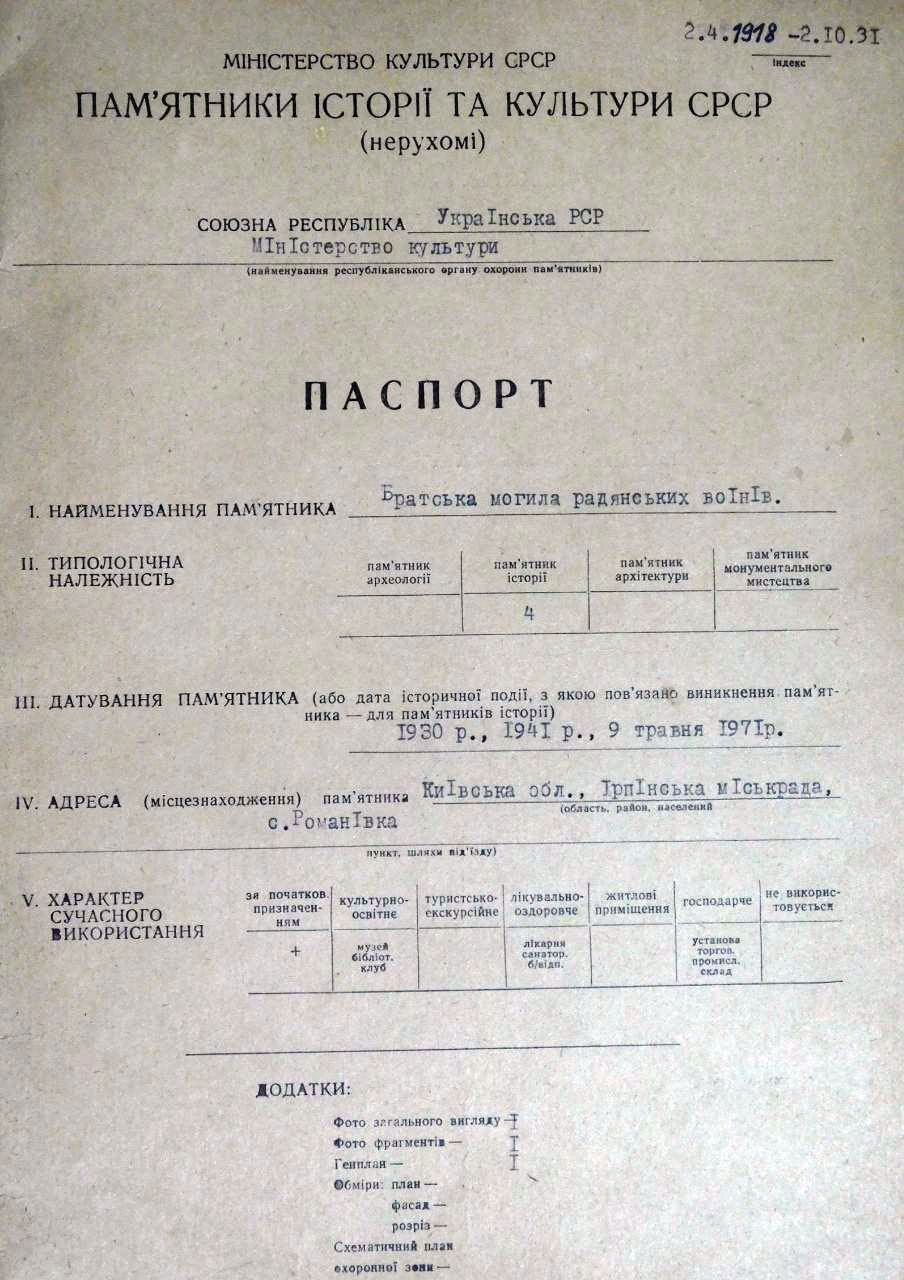 2.4.1918 -2.10.31
індекс
МІНІСТЕРСТВО КУЛЬТУРИ СРСР
ПАМ'ЯТНИКИ ІСТОРІЇ ТА КУЛЬТУРИ СРСР
(нерухомі)
СОЮЗНА РЕСПУБЛІКА Українська РСР
Міністерство культури
(найменування республіканського органу охорони пам'ятників)
ПАСПОРТ
I. НАЙМЕНУВАННЯ ПАМ'ЯТНИКА Братська могила радянських воїнів.
II. ТИПОЛОГІЧНА НАЛЕЖНІСТЬ
пам'ятник археології
пам'ятник історії
пам'ятник архітектури
пам'ятник монументального мистецтва
4
III. ДАТУВАННЯ ПАМ'ЯТНИКА (або дата історичної події, з якою пов'язано виникнення пам'ят-
ника — для пам'ятників історії)
1930 р., 1941 р., 9 травня 1971р.
IV. АДРЕСА (місцезнаходження) пам'ятника Київська обл., Ірпінська міськрада,
(область, район, населений
с.Романівка
пункт, шляхи під'їзду)
V. ХАРАКТЕР СУЧАСНОГО ВИКОРИСТАННЯ
за початков. призначен-ням
культурно-освітнє
туристсько-екскурсійне
лікувально-оздоровче
житлові приміщення
господарче
не викорис-товується
+
музей бібліот. клуб
лікарня санатор. б/відп.
установа торгов. промисл. склад
ДОДАТКИ:
Фото загального вигляду — I
Фото фрагментів — I
Генплан — I
Обміри: план —
фасад —
розріз —
Схематичний план
охоронної зони —